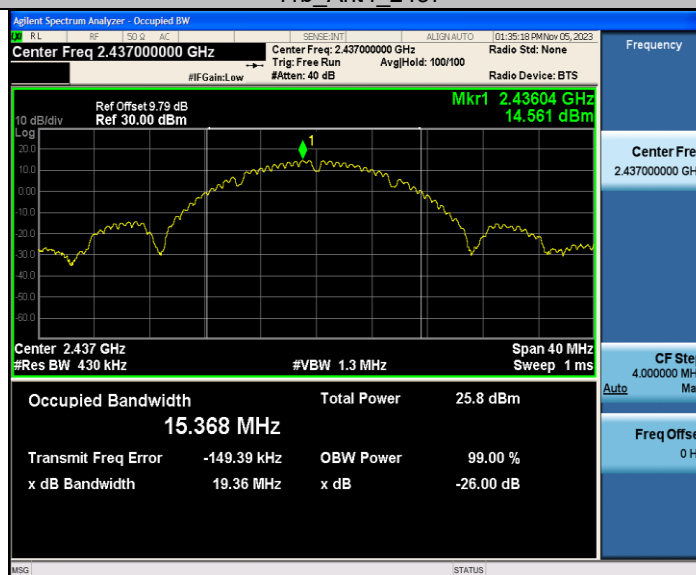 Agilent Spectrum Analyzer - Occupied BW
RL RF 50 Ω AC SENSE:INT ALIGN AUTO 01:35:18 PM Nov 05, 2023
Center Freq 2.437000000 GHz Center Freq: 2.437000000 GHz Radio Std: None Frequency
Trig: Free Run Avg|Hold: 100/100
#IFGain:Low #Atten: 40 dB Radio Device: BTS
Ref Offset 9.79 dB Mkr1 2.43604 GHz
10 dB/div Ref 30.00 dBm 14.561 dBm
Log
20.0
10.0
0.00
-10.0
-20.0
-30.0
-40.0
-50.0
-60.0
1
Center Fre
2.437000000 GH
Center 2.437 GHz Span 40 MHz
#Res BW 430 kHz #VBW 1.3 MHz Sweep 1 ms
CF Ste
4.000000 MH
Auto Ma
Occupied Bandwidth Total Power 25.8 dBm
15.368 MHz
Freq Offse
0 H
Transmit Freq Error -149.39 kHz OBW Power 99.00 %
x dB Bandwidth 19.36 MHz x dB -26.00 dB
MSG STATUS